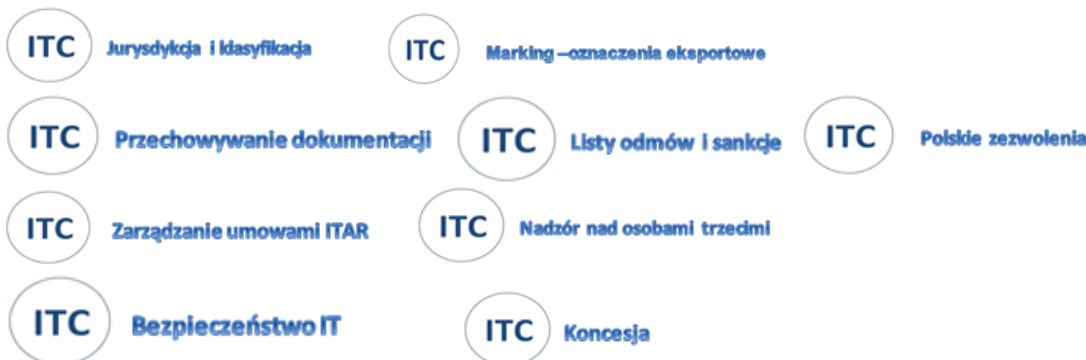 ITC Jurysdykcja i klasyfikacja ITC Marking –oznaczenia eksportowe
ITC Przechowywanie dokumentacji ITC Listy odmów i sankcje ITC Polskie zezwolenia
ITC Zarządzanie umowami ITAR ITC Nadzór nad osobami trzecimi
ITC Bezpieczeństwo IT ITC Koncesja